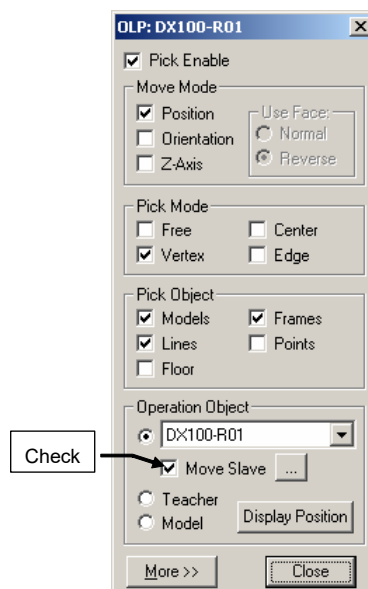 OLP: DX100-R01
Pick Enable
Move Mode
Position
Orientation
Z-Axis
Use Face:
Normal
Reverse
Pick Mode
Free Center
Vertex Edge
Pick Object
Models Frames
Lines Points
Floor
Operation Object
DX100-R01
Check
Move Slave ...
Teacher
Model
Display Position
More >> Close